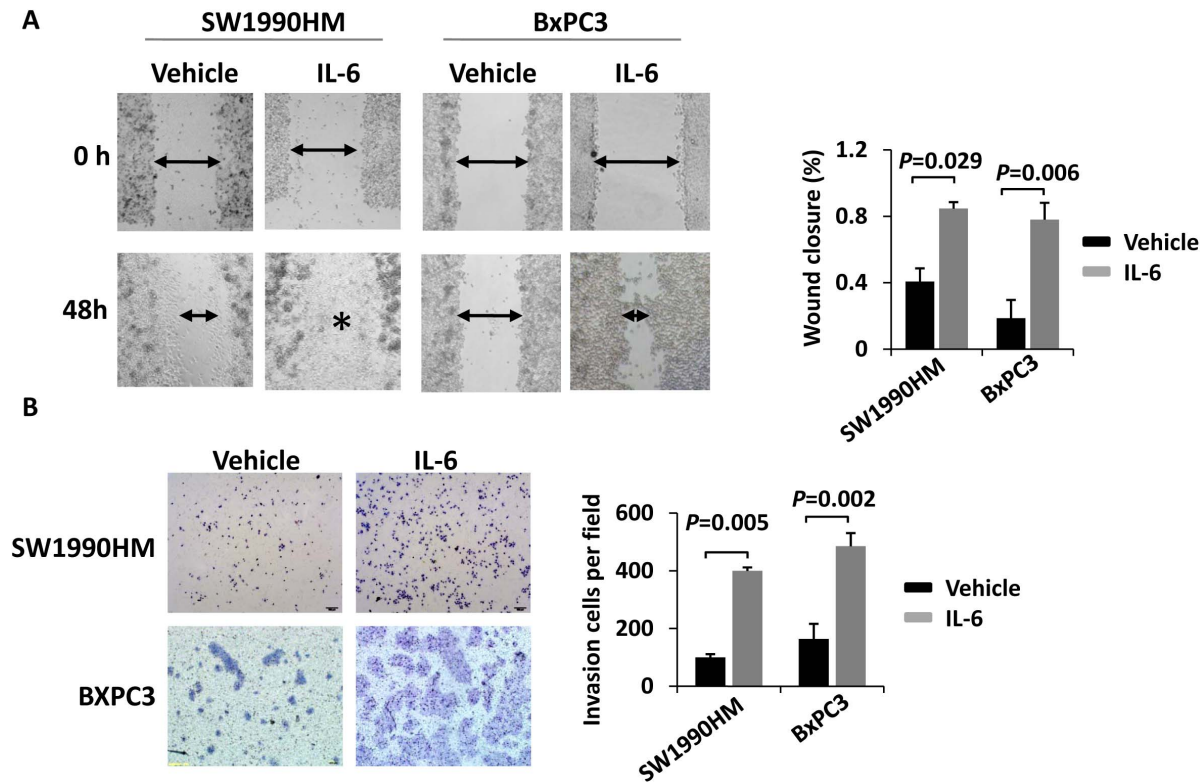 A
SW1990HM
BxPC3
Vehicle
IL-6
Vehicle
IL-6
0 h
48h
*
Wound closure (%)
1.2
0.8
0.4
0
P=0.029
P=0.006
SW1990HM
BxPC3
Vehicle
IL-6
B
Vehicle
IL-6
SW1990HM
BXPC3
Invasion cells per field
600
400
200
0
P=0.005
P=0.002
SW1990HM
BxPC3
Vehicle
IL-6